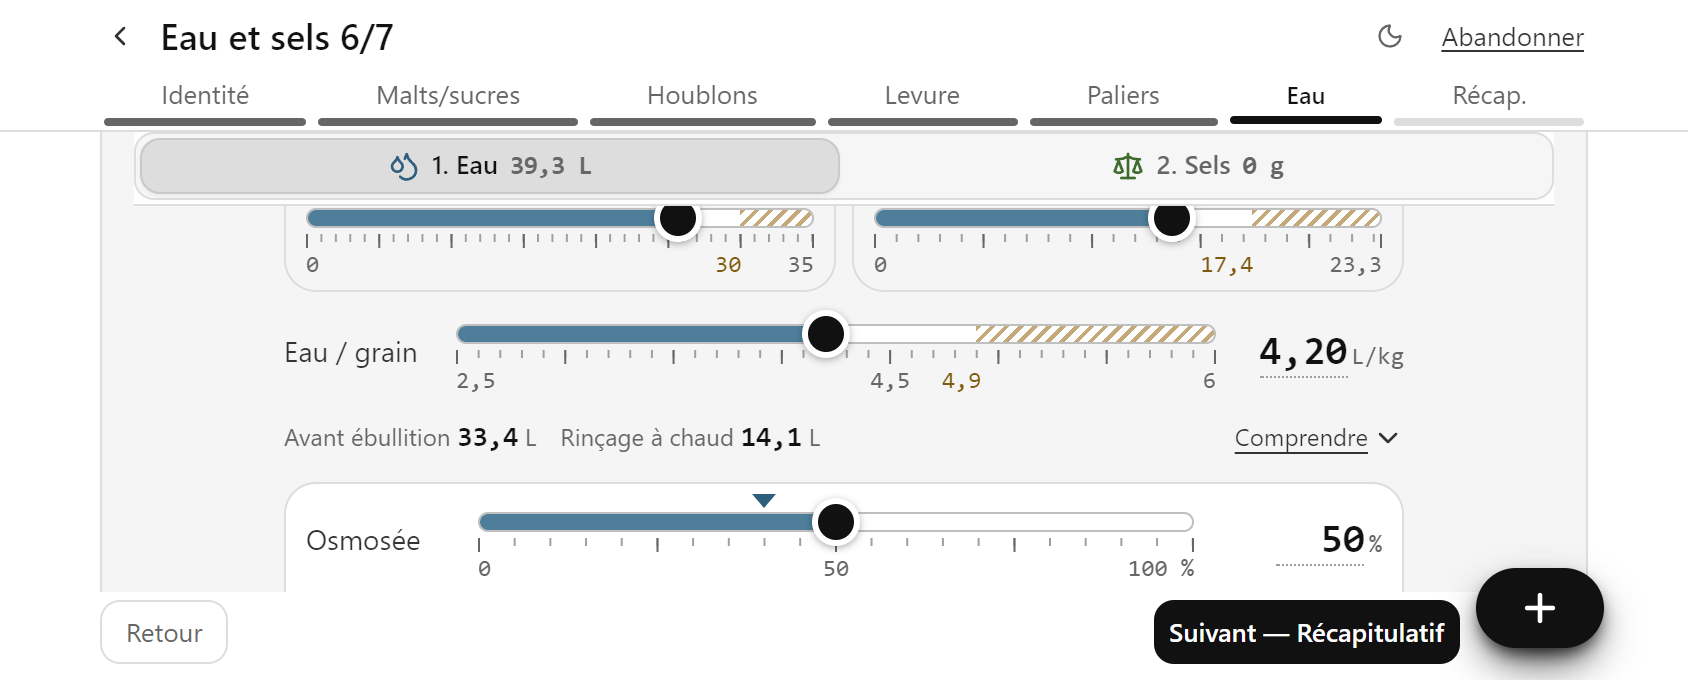 Eau et sels 6/7
Abandonner
Identité
Malts/sucres
Houblons
Levure
Paliers
Eau
Récap.
1. Eau 39,3 L
2. Sels 0 g
0 30 35
0 17,4 23,3
Eau / grain
4,20 L/kg
2,5 4,5 4,9 6
Avant ébullition 33,4 L Rinçage à chaud 14,1 L
Comprendre
Osmosée
50 %
0 50 100 %
Retour
Suivant — Récapitulatif
+